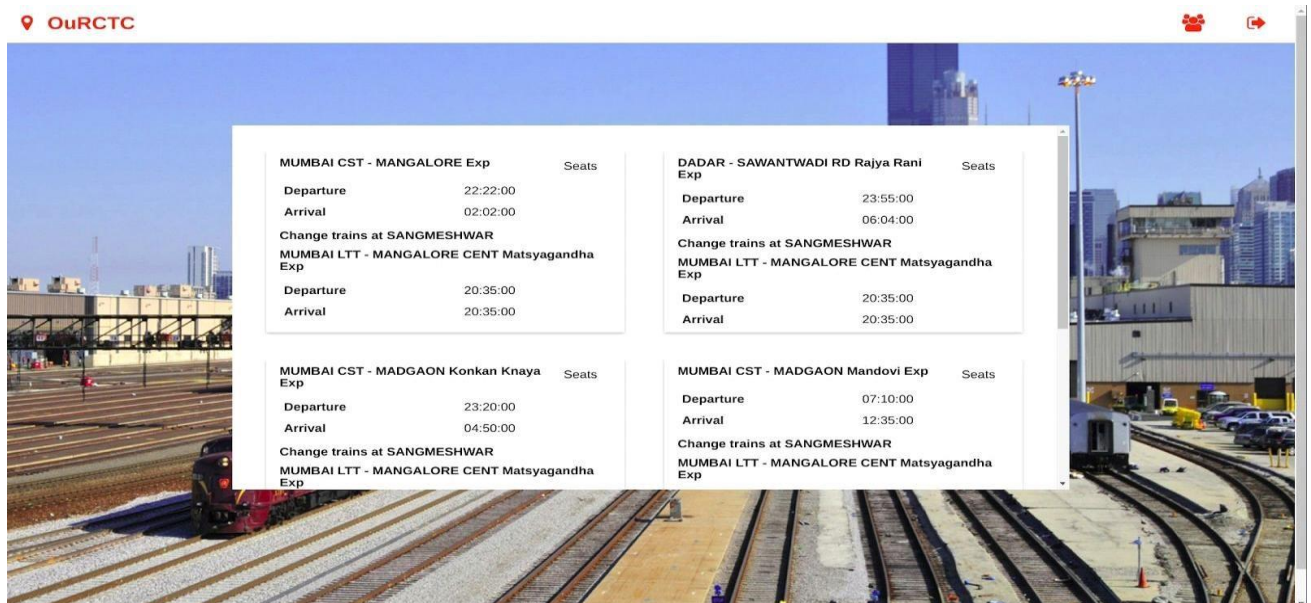 OuRCTC
MUMBAI CST - MANGALORE Exp
Seats
Departure 22:22:00
Arrival 02:02:00
Change trains at SANGMESHWAR
MUMBAI LTT - MANGALORE CENT Matsyagandha
Exp
Departure 20:35:00
Arrival 20:35:00
DADAR - SAWANTWADI RD Rajya Rani
Exp
Seats
Departure 23:55:00
Arrival 06:04:00
Change trains at SANGMESHWAR
MUMBAI LTT - MANGALORE CENT Matsyagandha
Exp
Departure 20:35:00
Arrival 20:35:00
MUMBAI CST - MADGAON Konkan Knaya
Exp
Seats
Departure 23:20:00
Arrival 04:50:00
Change trains at SANGMESHWAR
MUMBAI LTT - MANGALORE CENT Matsyagandha
Exp
MUMBAI CST - MADGAON Mandovi Exp
Seats
Departure 07:10:00
Arrival 12:35:00
Change trains at SANGMESHWAR
MUMBAI LTT - MANGALORE CENT Matsyagandha
Exp